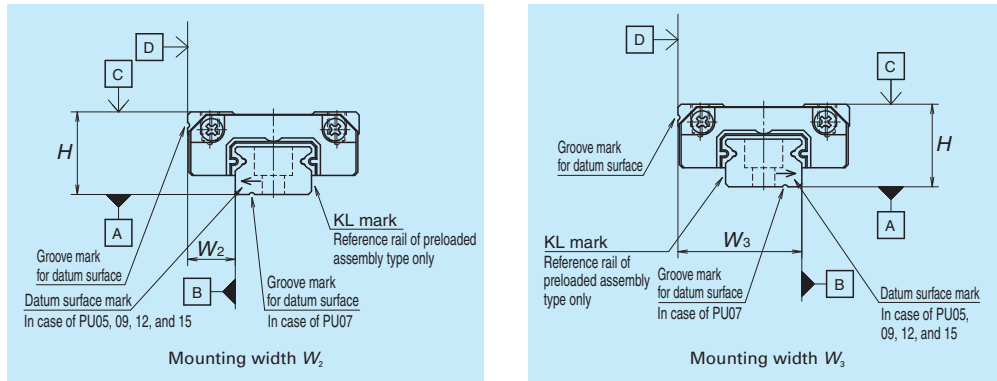 D
C
H
A
W2
B
KL mark
Reference rail of preloaded
assembly type only
Groove mark
for datum surface
Datum surface mark
In case of PU05, 09, 12, and 15
Groove mark
for datum surface
In case of PU07
Mounting width W2
D
C
H
A
Groove mark
for datum surface
KL mark
Reference rail of
preloaded assembly
type only
W3
B
Groove mark
for datum surface
In case of PU07
Datum surface mark
In case of PU05,
09, 12, and 15
Mounting width W3